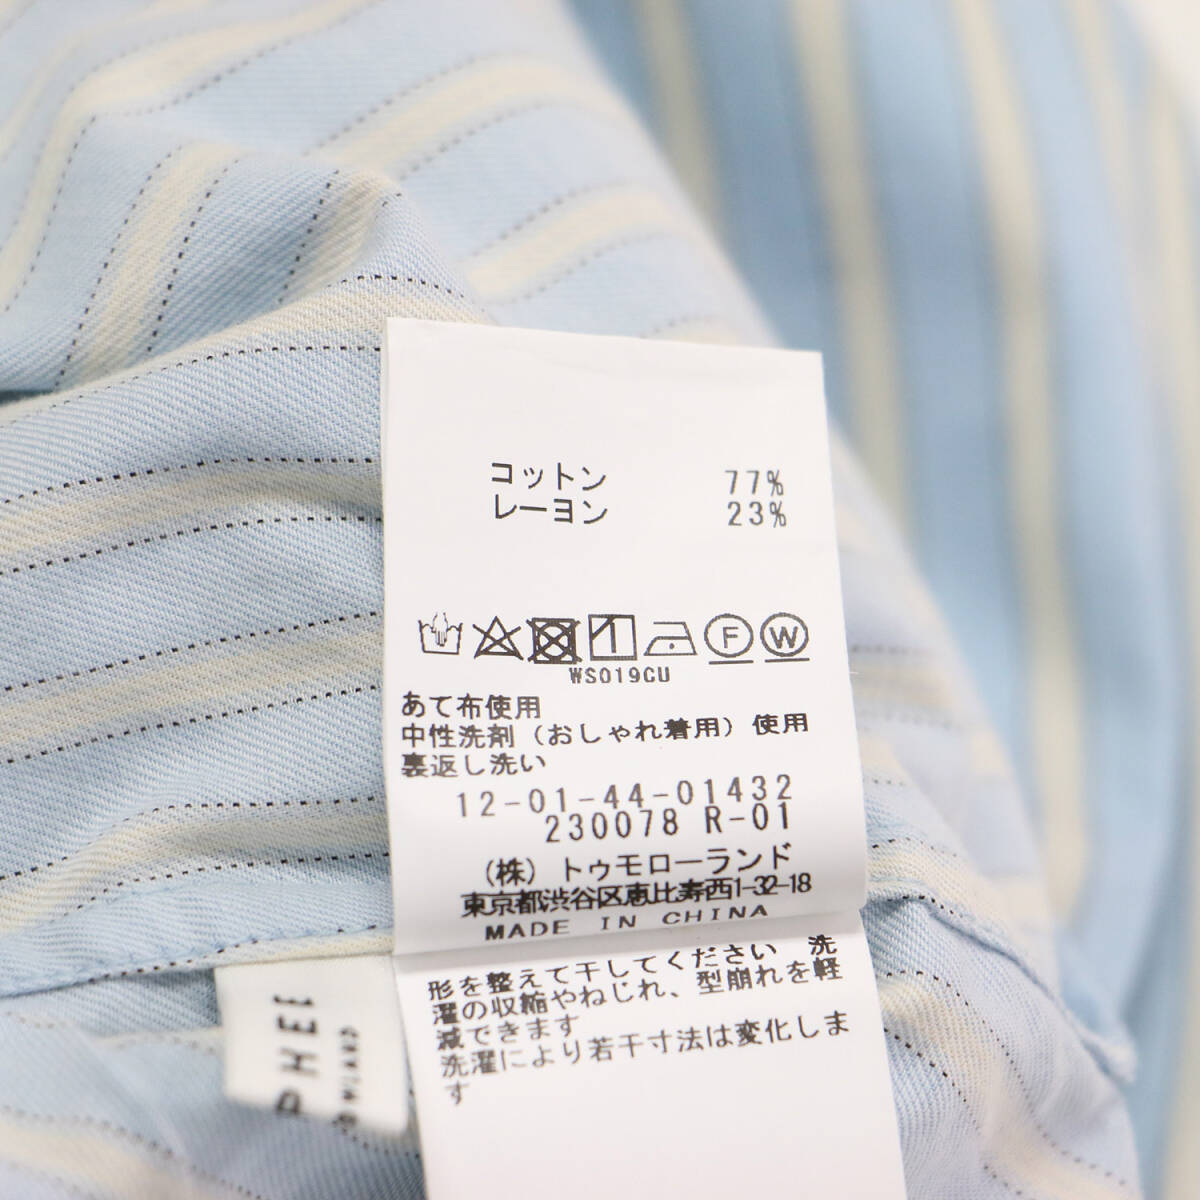 コットン 77%
レーヨン 23%
F W
WS019CU
あて布使用
中性洗剤（おしゃれ着用）使用
裏返し洗い
12-01-44-01432
230078 R-01
（株）トゥモローランド
東京都渋谷区恵比寿西1-32-18
MADE IN CHINA
形を整えて干してください 洗
濯の収縮やねじれ、型崩れを軽
減できます
洗濯により若干寸法は変化しま
す
PHEE